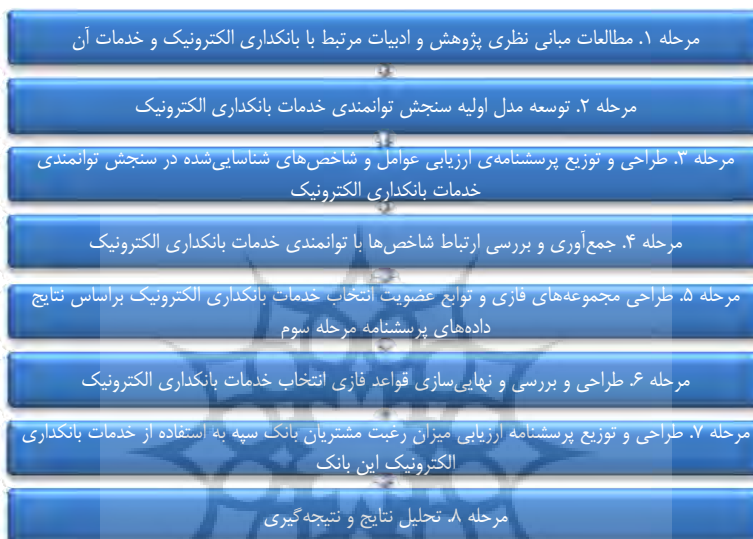 مرحله ۱. مطالعات مبانی نظری پژوهش و ادبیات مرتبط با بانکداری الکترونیک و خدمات آن
مرحله ۲. توسعه مدل اولیه سنجش توانمندی خدمات بانکداری الکترونیک
مرحله ۳. طراحی و توزیع پرسشنامه‌ی ارزیابی عوامل و شاخص‌های شناسایی‌شده در سنجش توانمندی
خدمات بانکداری الکترونیک
مرحله ۴. جمع‌آوری و بررسی ارتباط شاخص‌ها با توانمندی خدمات بانکداری الکترونیک
مرحله ۵. طراحی مجموعه‌های فازی و توابع عضویت انتخاب خدمات بانکداری الکترونیک براساس نتایج
داده‌های پرسشنامه مرحله سوم
مرحله ۶. طراحی و بررسی و نهایی‌سازی قواعد فازی انتخاب خدمات بانکداری الکترونیک
مرحله ۷. طراحی و توزیع پرسشنامه ارزیابی میزان رغبت مشتریان بانک سپه به استفاده از خدمات بانکداری
الکترونیک این بانک
مرحله ۸. تحلیل نتایج و نتیجه‌گیری